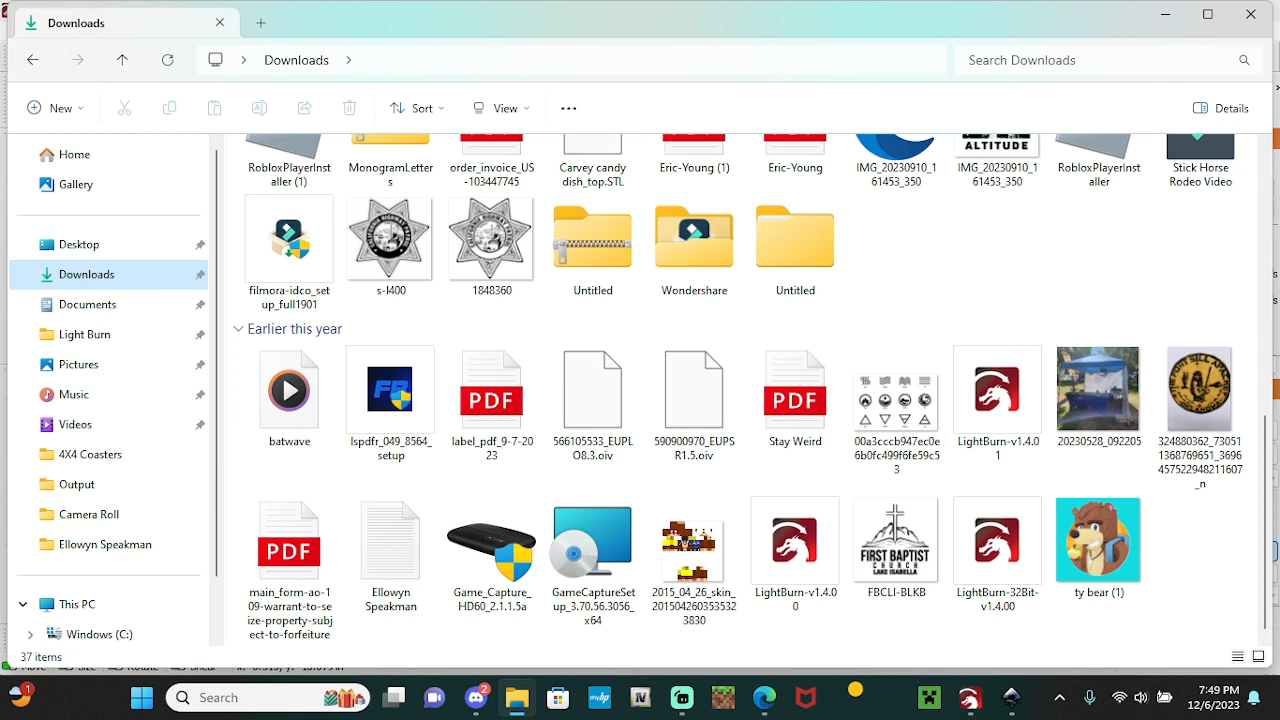 Downloads
Downloads
Search Downloads
New
Sort
View
Details
Home
Gallery
Desktop
Downloads
Documents
Light Burn
Pictures
Music
Videos
4X4 Coasters
Output
Camera Roll
Ellowyn Speakman
This PC
Windows (C:)
RobloxPlayerinst
aller (1)
MonogramLetter
s
order_invoice_US
-103447745
Carvey candy
dish_top.STL
Eric-Young (1)
Eric-Young
IMG_20230910_1
61453_350
ALTITUDE
IMG_20230910_1
61453_350
RobloxPlayerInst
aller
Stick Horse
Rodeo Video
filmora-idco_set
up_full1901
s-l400
1848360
Untitled
Wondershare
Untitled
Earlier this year
batwave
FR
lspdfr_049_8564_
setup
PDF
label_pdf_9-7-20
23
566105533_EUPL
O8.3.oiv
590900970_EUPS
R1.5.oiv
PDF
Stay Weird
00a3cccb947ec0e
6b0fc499f6fe59c5
3
LightBurn-v1.4.0
1
20230528_092205
324880362_73051
1368769651_3696
457522948211607
_n
PDF
main_form-ao-1
09-warrant-to-se
ize-property-subj
ect-to-forfeiture
Ellowyn
Speakman
Game_Capture_
HD60_2.1.1.5a
GameCaptureSet
up_3.70.56.3056_
x64
2015_04_26_stam
LightBurn-v1.4.0
0
FIRST BAPTIST
CHURCH
LAKE ISABELLA
FBCLI-BLKB
LightBurn-32Bit-
v1.4.00
ty bear (1)
37 items
1
Search
2
myhp
7:49 PM
12/6/2023